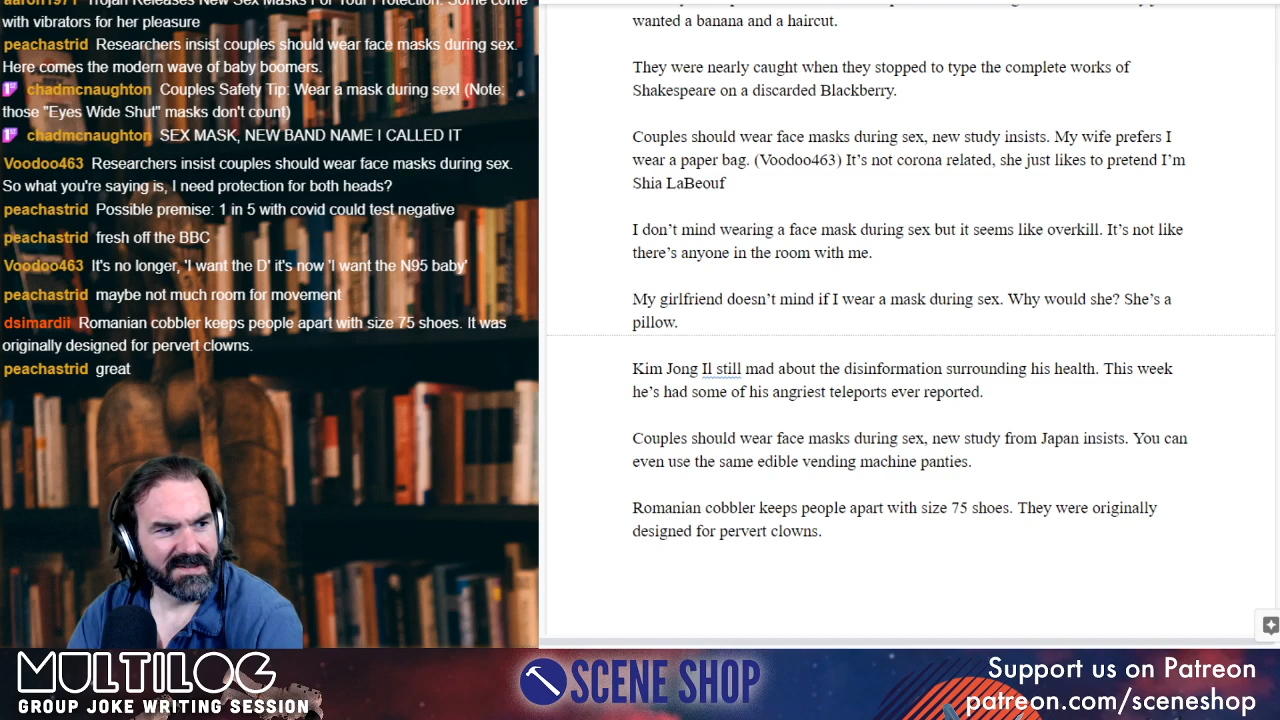 aaron1971 Trojan Releases New Sex Masks For Your Protection. Some come
with vibrators for her pleasure
peachastrid Researchers insist couples should wear face masks during sex.
Here comes the modern wave of baby boomers.
chadmcnaughton Couples Safety Tip: Wear a mask during sex! (Note:
those "Eyes Wide Shut" masks don't count)
chadmcnaughton SEX MASK, NEW BAND NAME I CALLED IT
Voodoo463 Researchers insist couples should wear face masks during sex.
So what you're saying is, I need protection for both heads?
peachastrid Possible premise: 1 in 5 with covid could test negative
peachastrid fresh off the BBC
Voodoo463 It's no longer, 'I want the D' it's now 'I want the N95 baby'
peachastrid maybe not much room for movement
dsimardii Romanian cobbler keeps people apart with size 75 shoes. It was
originally designed for pervert clowns.
peachastrid great
wanted a banana and a haircut.
They were nearly caught when they stopped to type the complete works of
Shakespeare on a discarded Blackberry.
Couples should wear face masks during sex, new study insists. My wife prefers I
wear a paper bag. (Voodoo463) It’s not corona related, she just likes to pretend I’m
Shia LaBeouf
I don’t mind wearing a face mask during sex but it seems like overkill. It’s not like
there’s anyone in the room with me.
My girlfriend doesn’t mind if I wear a mask during sex. Why would she? She’s a
pillow.
Kim Jong Il still mad about the disinformation surrounding his health. This week
he’s had some of his angriest teleports ever reported.
Couples should wear face masks during sex, new study from Japan insists. You can
even use the same edible vending machine panties.
Romanian cobbler keeps people apart with size 75 shoes. They were originally
designed for pervert clowns.
MULTILOG
GROUP JOKE WRITING SESSION
SCENE SHOP
Support us on Patreon
patreon.com/sceneshop